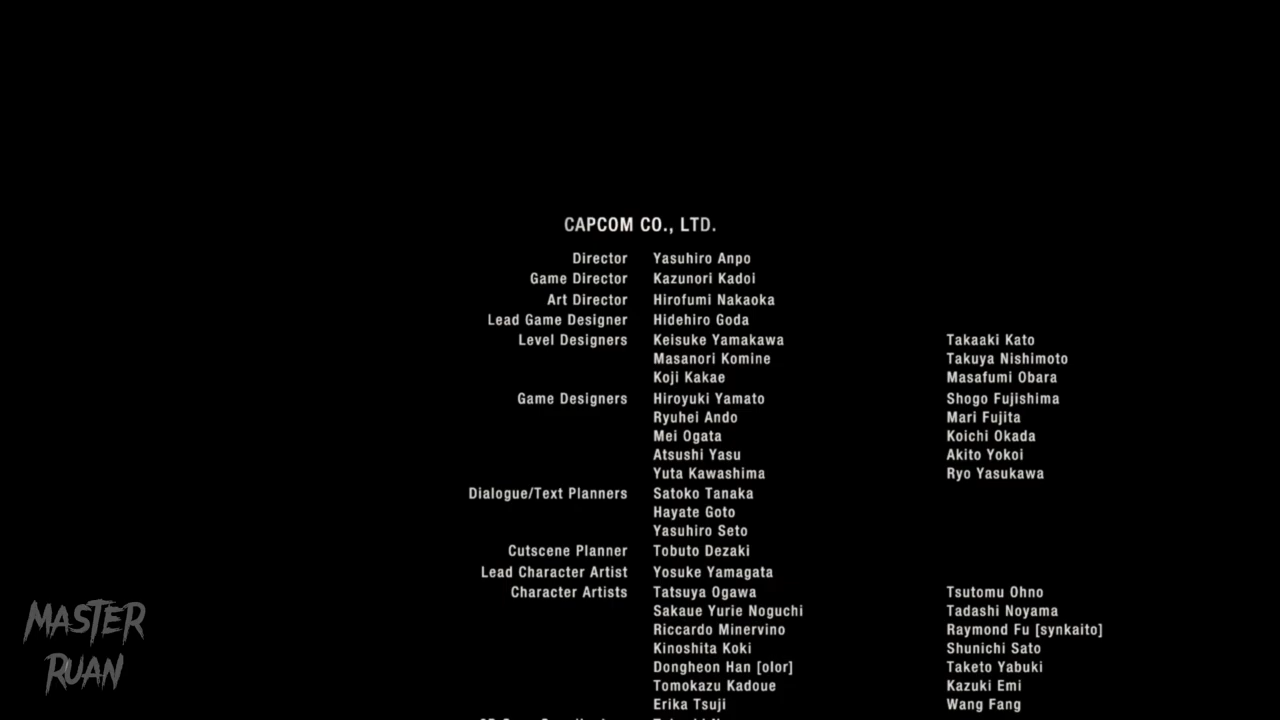 CAPCOM CO., LTD.
Director Yasuhiro Anpo
Game Director Kazunori Kadoi
Art Director Hirofumi Nakaoka
Lead Game Designer Hidehiro Goda
Level Designers Keisuke Yamakawa Takaaki Kato
Masanori Komine Takuya Nishimoto
Koji Kakae Masafumi Obara
Game Designers Hiroyuki Yamato Shogo Fujishima
Ryuhei Ando Mari Fujita
Mei Ogata Koichi Okada
Atsushi Yasu Akito Yokoi
Yuta Kawashima Ryo Yasukawa
Dialogue/Text Planners Satoko Tanaka
Hayate Goto
Yasuhiro Seto
Cutscene Planner Tobuto Dezaki
Lead Character Artist Yosuke Yamagata
Character Artists Tatsuya Ogawa Tsutomu Ohno
Sakaue Yurie Noguchi Tadashi Noyama
Riccardo Minervino Raymond Fu [synkaito]
Kinoshita Koki Shunichi Sato
Dongheon Han [olor] Taketo Yabuki
Tomokazu Kadoue Kazuki Emi
Erika Tsuji Wang Fang
MASTER
RUAN